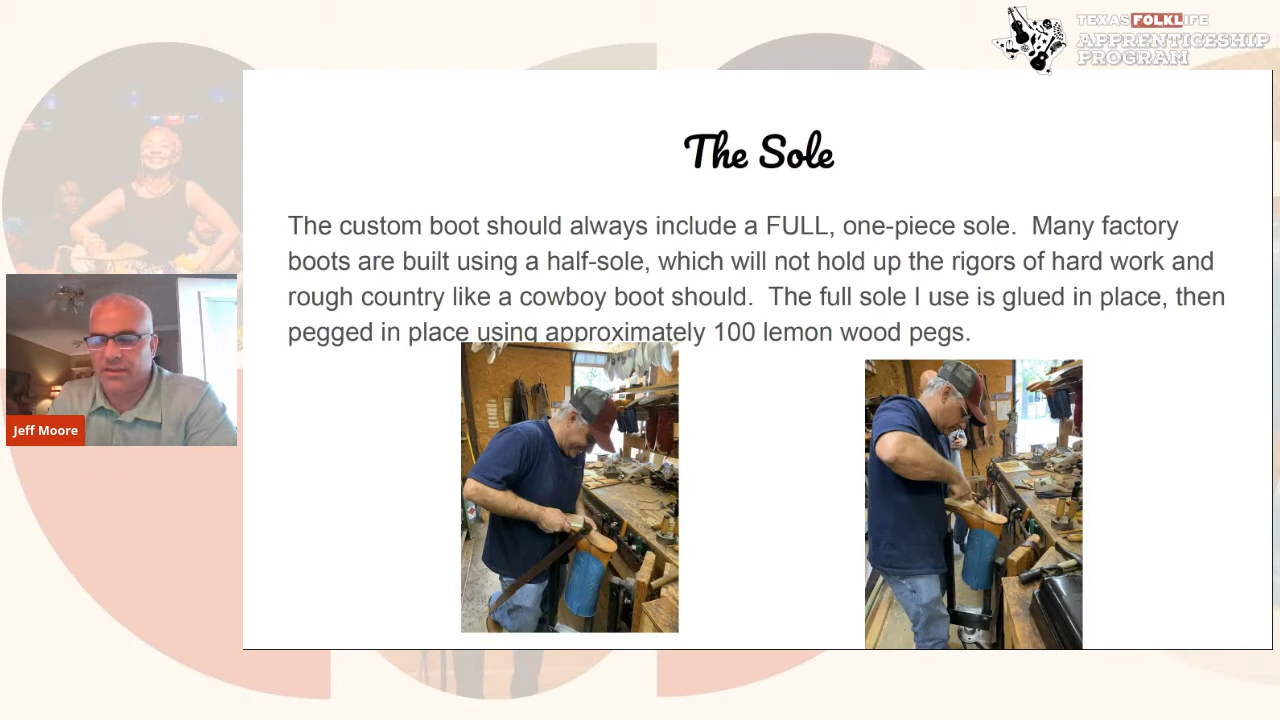 TEXAS FOLKLIFE
APPRENTICESHIP
PROGRAM
The Sole
The custom boot should always include a FULL, one-piece sole.  Many factory
boots are built using a half-sole, which will not hold up the rigors of hard work and
rough country like a cowboy boot should.  The full sole I use is glued in place, then
pegged in place using approximately 100 lemon wood pegs.
Jeff Moore